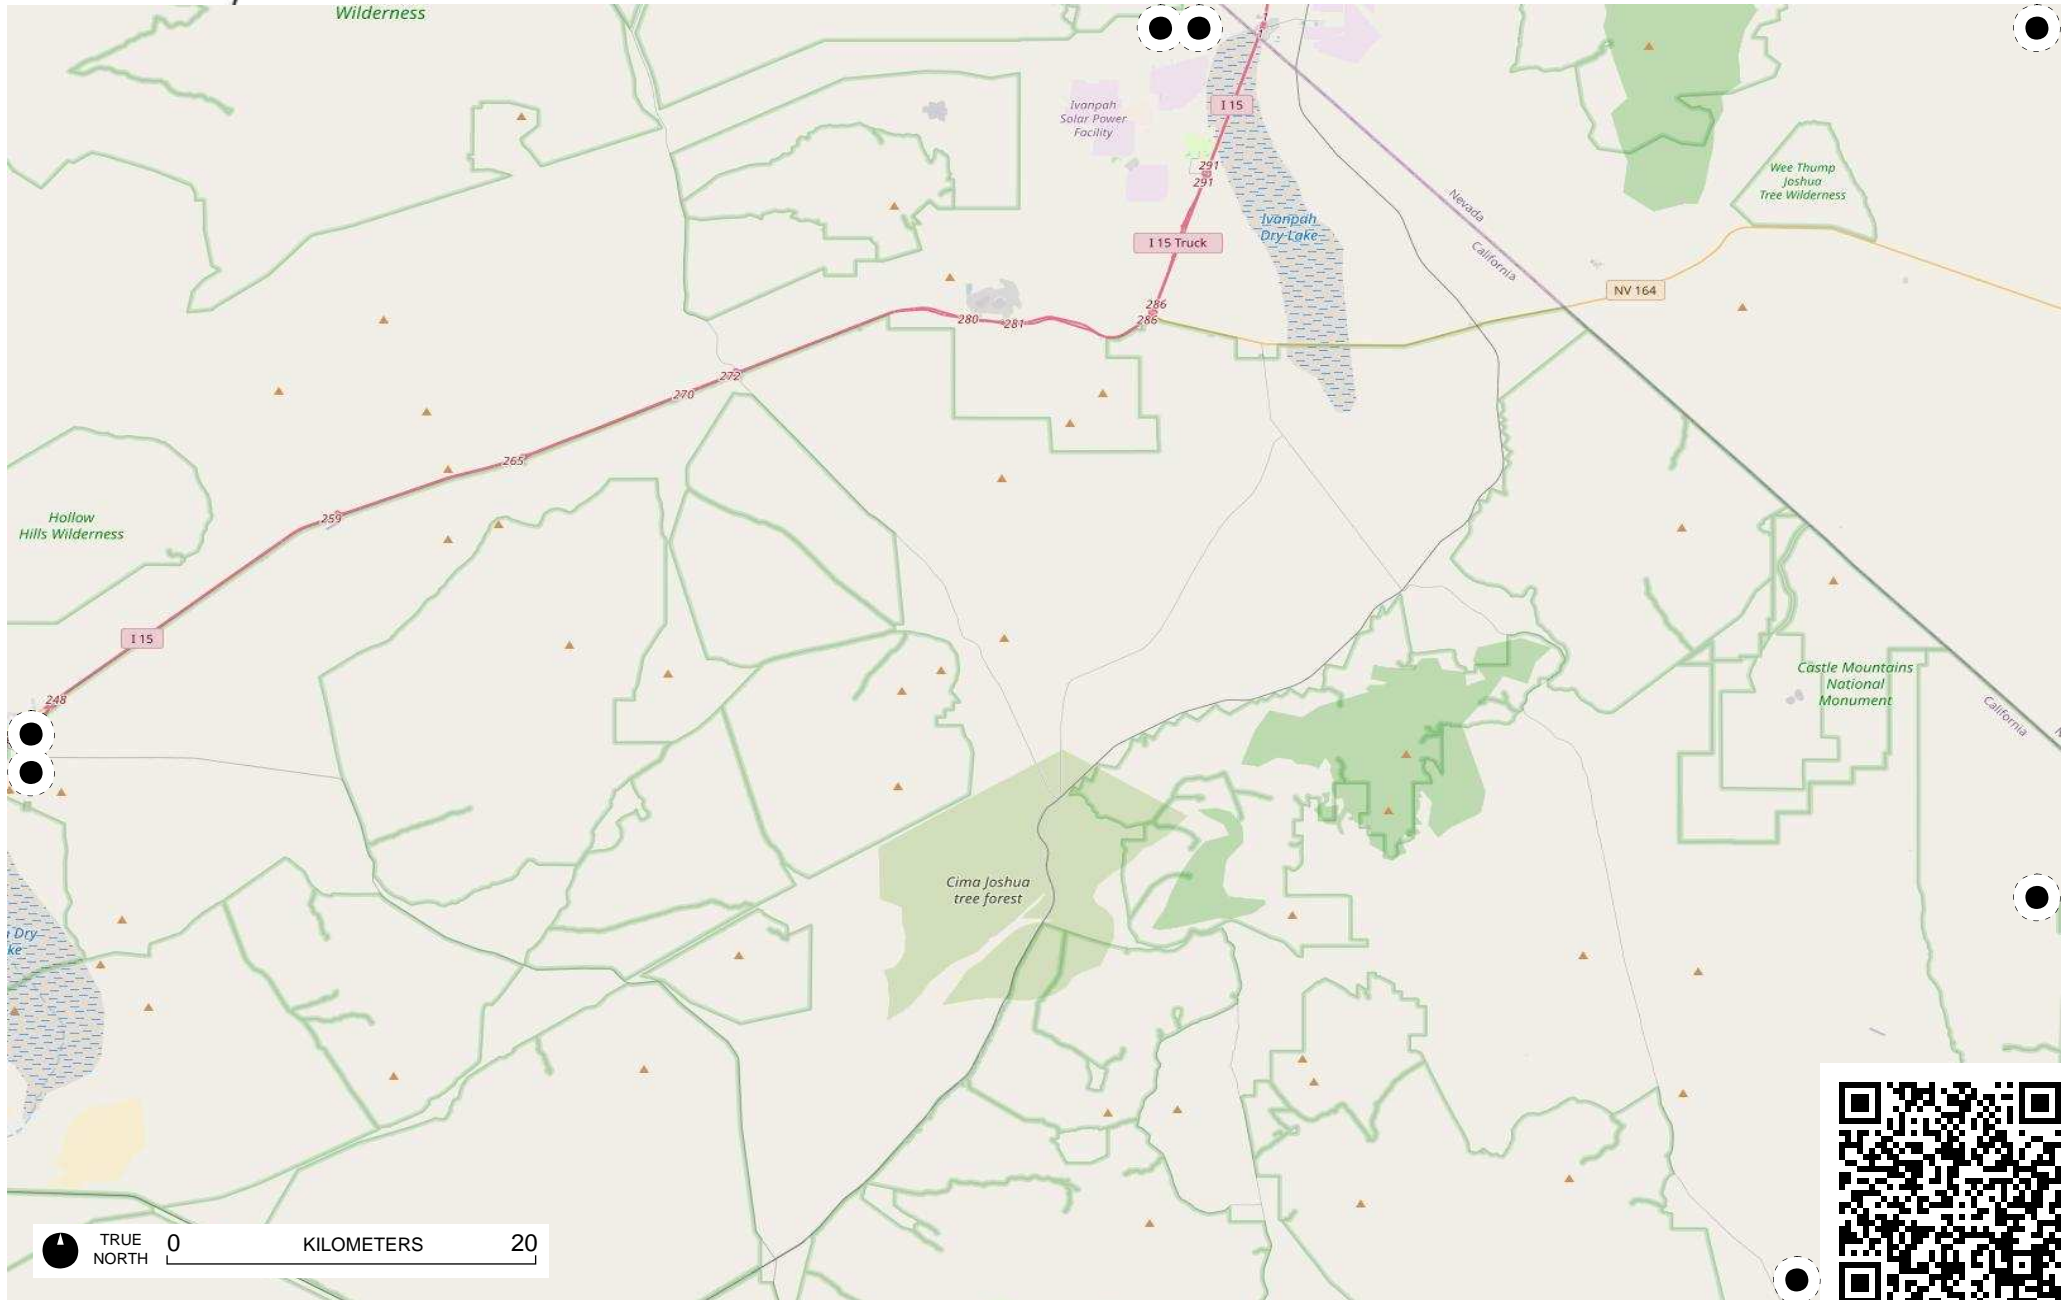 Wilderness
Ivanpah
Solar Power
Facility
I 15
291
291
Wee Thump
Joshua
Tree Wilderness
Nevada
California
Ivanpah
Dry Lake
I 15 Truck
NV 164
286
286
280
281
272
270
265
259
Hollow
Hills Wilderness
I 15
248
Castle Mountains
National
Monument
California
Cima Joshua
tree forest
Dry
TRUE
NORTH
0
KILOMETERS
20